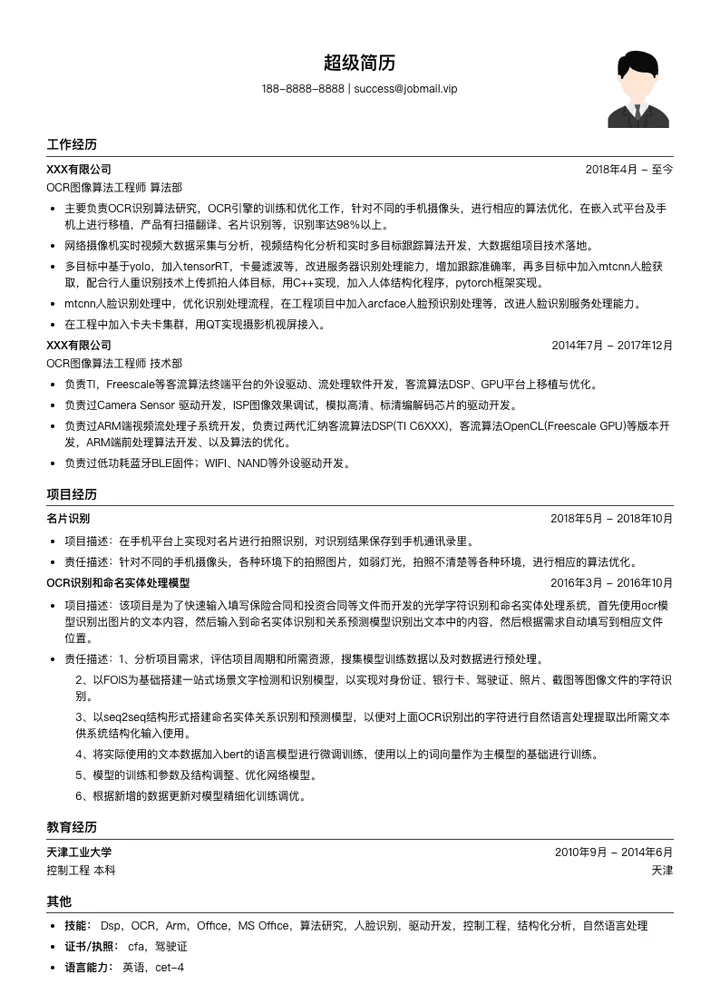 超级简历
188-8888-8888 | success@jobmail.vip
工作经历
XXX有限公司 2018年4月 – 至今
OCR图像算法工程师 算法部
• 主要负责OCR识别算法研究，OCR引擎的训练和优化工作，针对不同的手机摄像头，进行相应的算法优化，在嵌入式平台及手
机上进行移植，产品有扫描翻译、名片识别等，识别率达98%以上。
• 网络摄像机实时视频大数据采集与分析，视频结构化分析和实时多目标跟踪算法开发，大数据组项目技术落地。
• 多目标中基于yolo，加入tensorRT，卡曼滤波等，改进服务器识别处理能力，增加跟踪准确率，再多目标中加入mtcnn人脸获
取，配合行人重识别技术上传抓拍人体目标，用C++实现，加入人体结构化程序，pytorch框架实现。
• mtcnn人脸识别处理中，优化识别处理流程，在工程项目中加入arcface人脸预识别处理等，改进人脸识别服务处理能力。
• 在工程中加入卡夫卡集群，用QT实现摄影机视屏接入。
XXX有限公司 2014年7月 – 2017年12月
OCR图像算法工程师 技术部
• 负责TI，Freescale等客流算法终端平台的外设驱动、流处理软件开发，客流算法DSP、GPU平台上移植与优化。
• 负责过Camera Sensor 驱动开发，ISP图像效果调试，模拟高清、标清编解码芯片的驱动开发。
• 负责过ARM端视频流处理子系统开发，负责过两代汇纳客流算法DSP(TI C6XXX)，客流算法OpenCL(Freescale GPU)等版本开
发，ARM端前处理算法开发、以及算法的优化。
• 负责过低功耗蓝牙BLE固件；WIFI、NAND等外设驱动开发。
项目经历
名片识别 2018年5月 – 2018年10月
• 项目描述：在手机平台上实现对名片进行拍照识别，对识别结果保存到手机通讯录里。
• 责任描述：针对不同的手机摄像头，各种环境下的拍照图片，如弱灯光，拍照不清楚等各种环境，进行相应的算法优化。
OCR识别和命名实体处理模型 2016年3月 – 2016年10月
• 项目描述：该项目是为了快速输入填写保险合同和投资合同等文件而开发的光学字符识别和命名实体处理系统，首先使用ocr模
型识别出图片的文本内容，然后输入到命名实体识别和关系预测模型识别出文本中的内容，然后根据需求自动填写到相应文件
位置。
• 责任描述：1、分析项目需求，评估项目周期和所需资源，搜集模型训练数据以及对数据进行预处理。
2、以FOIS为基础搭建一站式场景文字检测和识别模型，以实现对身份证、银行卡、驾驶证、照片、截图等图像文件的字符识
别。
3、以seq2seq结构形式搭建命名实体关系识别和预测模型，以便对上面OCR识别出的字符进行自然语言处理提取出所需文本
供系统结构化输入使用。
4、将实际使用的文本数据加入bert的语言模型进行微调训练，使用以上的词向量作为主模型的基础进行训练。
5、模型的训练和参数及结构调整、优化网络模型。
6、根据新增的数据更新对模型精细化训练调优。
教育经历
天津工业大学 2010年9月 – 2014年6月
控制工程 本科 天津
其他
• 技能： Dsp，OCR，Arm，Office，MS Office，算法研究，人脸识别，驱动开发，控制工程，结构化分析，自然语言处理
• 证书/执照： cfa，驾驶证
• 语言能力： 英语，cet-4